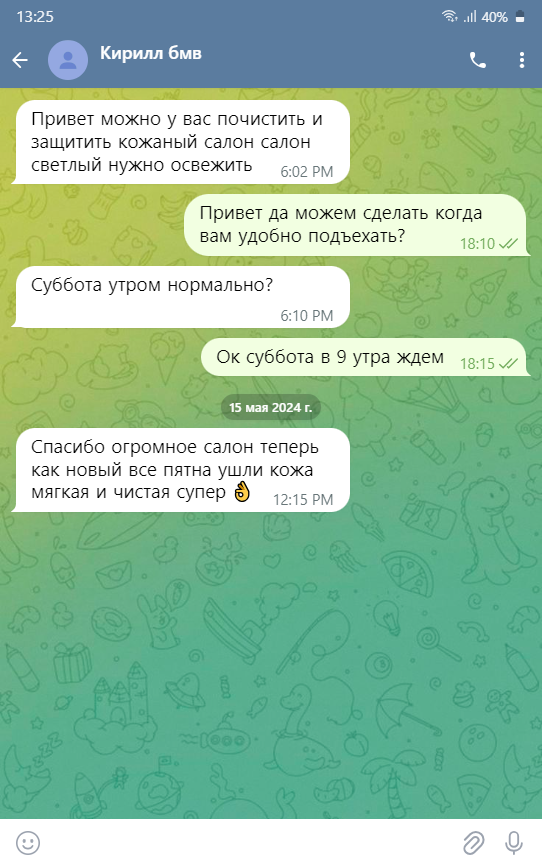 13:25
40%
Кирилл бмв
Привет можно у вас почистить и
защитить кожаный салон салон
светлый нужно освежить
6:02 PM
Привет да можем сделать когда
вам удобно подъехать?
18:10
Суббота утром нормально?
6:10 PM
Ок суббота в 9 утра ждем
18:15
15 мая 2024 г.
Спасибо огромное салон теперь
как новый все пятна ушли кожа
мягкая и чистая супер 👌
12:15 PM